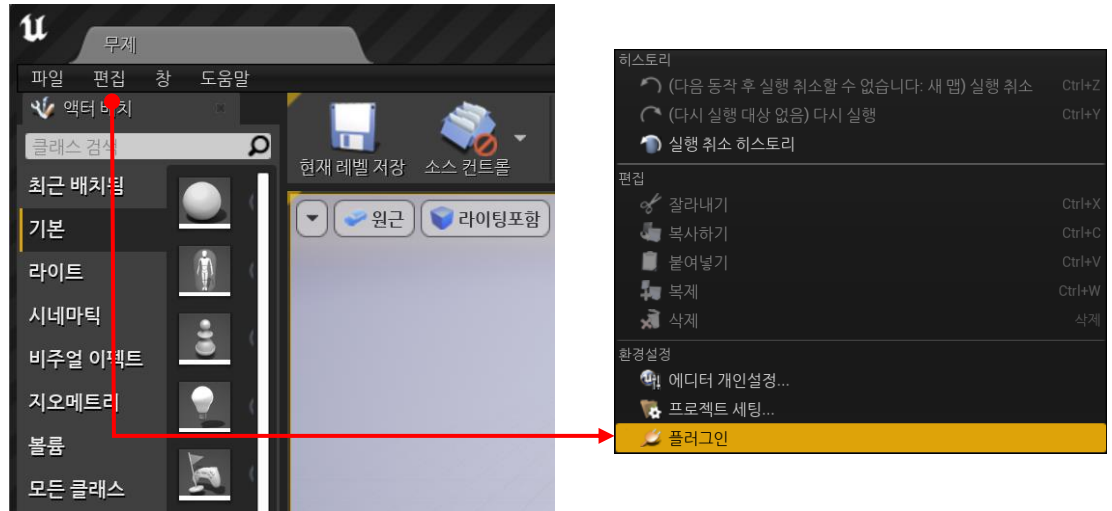 무제
파일 편집 창 도움말
액터 배치
클래스 검색
최근 배치됨
기본
라이트
시네마틱
비주얼 이펙트
지오메트리
볼륨
모든 클래스
현재 레벨 저장 소스 컨트롤
원근 라이팅포함
히스토리
(다음 동작 후 실행 취소할 수 없습니다: 새 맵) 실행 취소 Ctrl+Z
(다시 실행 대상 없음) 다시 실행 Ctrl+Y
실행 취소 히스토리
편집
잘라내기 Ctrl+X
복사하기 Ctrl+C
붙여넣기 Ctrl+V
복제 Ctrl+W
삭제 삭제
환경설정
에디터 개인설정...
프로젝트 세팅...
플러그인